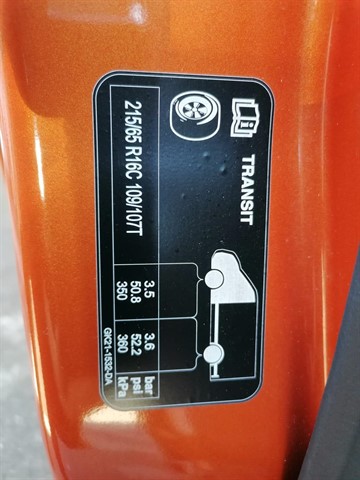 TRANSIT
215/65 R16C 109/107T
3.5 3.6 bar
50.8 52.2 psi
350 360 kPa
GK21-1532-DA